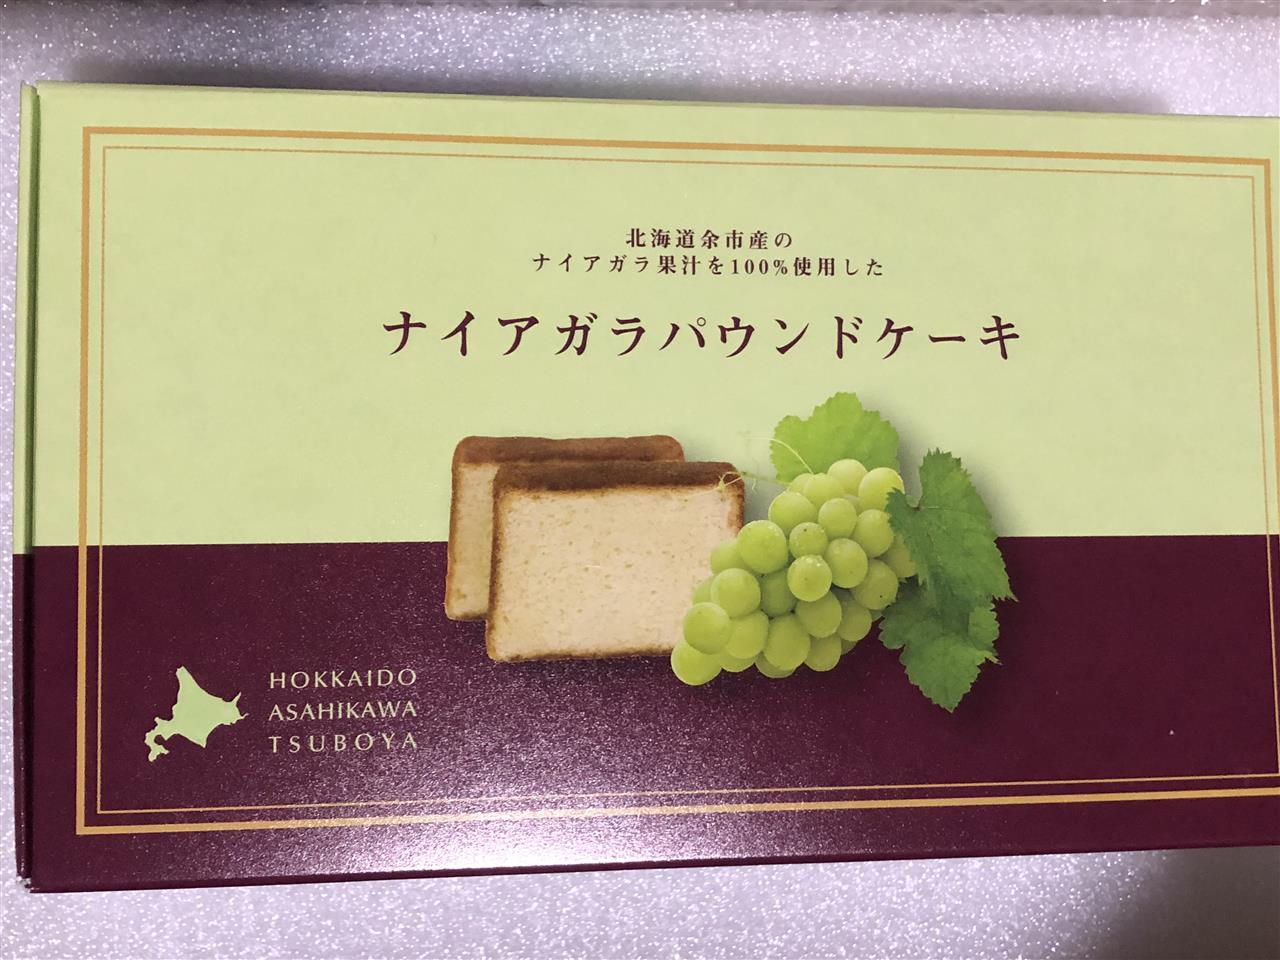 北海道余市産の
ナイアガラ果汁を100%使用した
ナイアガラパウンドケーキ
HOKKAIDO
ASAHIKAWA
TSUBOYA